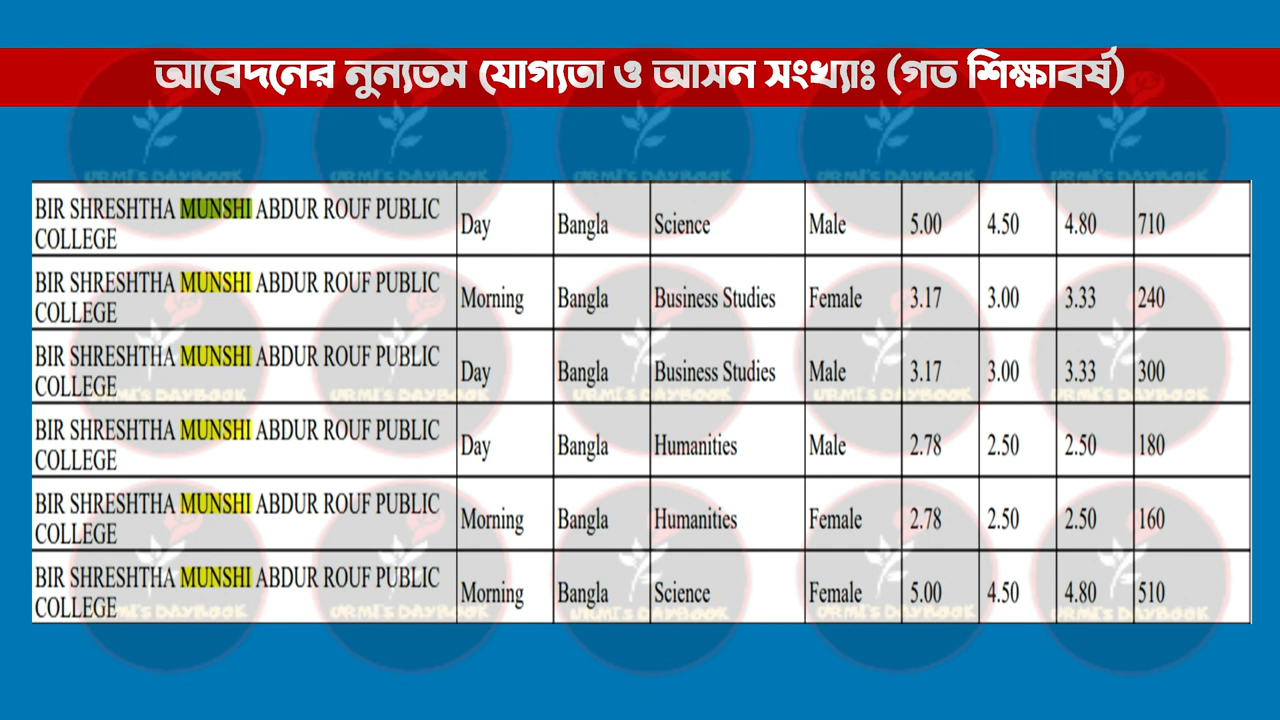 আবেদনের নুন্যতম যোগ্যতা ও আসন সংখ্যাঃ (গত শিক্ষাবর্ষ)
BIR SHRESHTHA MUNSHI ABDUR ROUF PUBLIC COLLEGE Day Bangla Science Male 5.00 4.50 4.80 710
BIR SHRESHTHA MUNSHI ABDUR ROUF PUBLIC COLLEGE Morning Bangla Business Studies Female 3.17 3.00 3.33 240
BIR SHRESHTHA MUNSHI ABDUR ROUF PUBLIC COLLEGE Day Bangla Business Studies Male 3.17 3.00 3.33 300
BIR SHRESHTHA MUNSHI ABDUR ROUF PUBLIC COLLEGE Day Bangla Humanities Male 2.78 2.50 2.50 180
BIR SHRESHTHA MUNSHI ABDUR ROUF PUBLIC COLLEGE Morning Bangla Humanities Female 2.78 2.50 2.50 160
BIR SHRESHTHA MUNSHI ABDUR ROUF PUBLIC COLLEGE Morning Bangla Science Female 5.00 4.50 4.80 510
URMI'S DAYBOOK